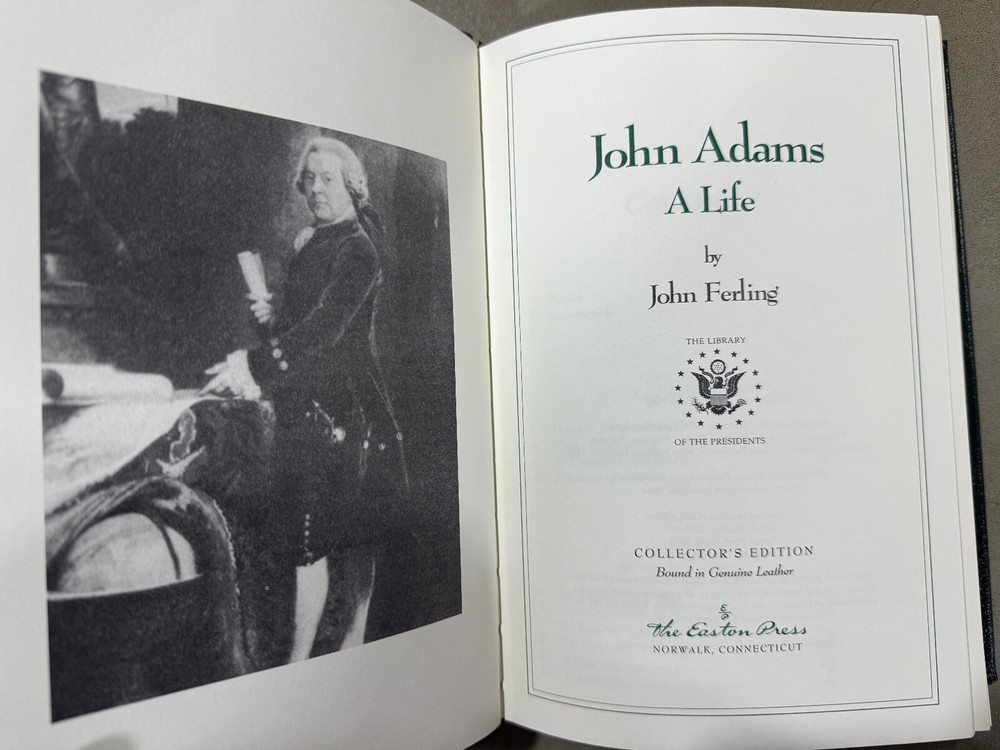 John Adams
A Life
by
John Ferling
THE LIBRARY
OF THE PRESIDENTS
COLLECTOR'S EDITION
Bound in Genuine Leather
The Easton Press
NORWALK, CONNECTICUT